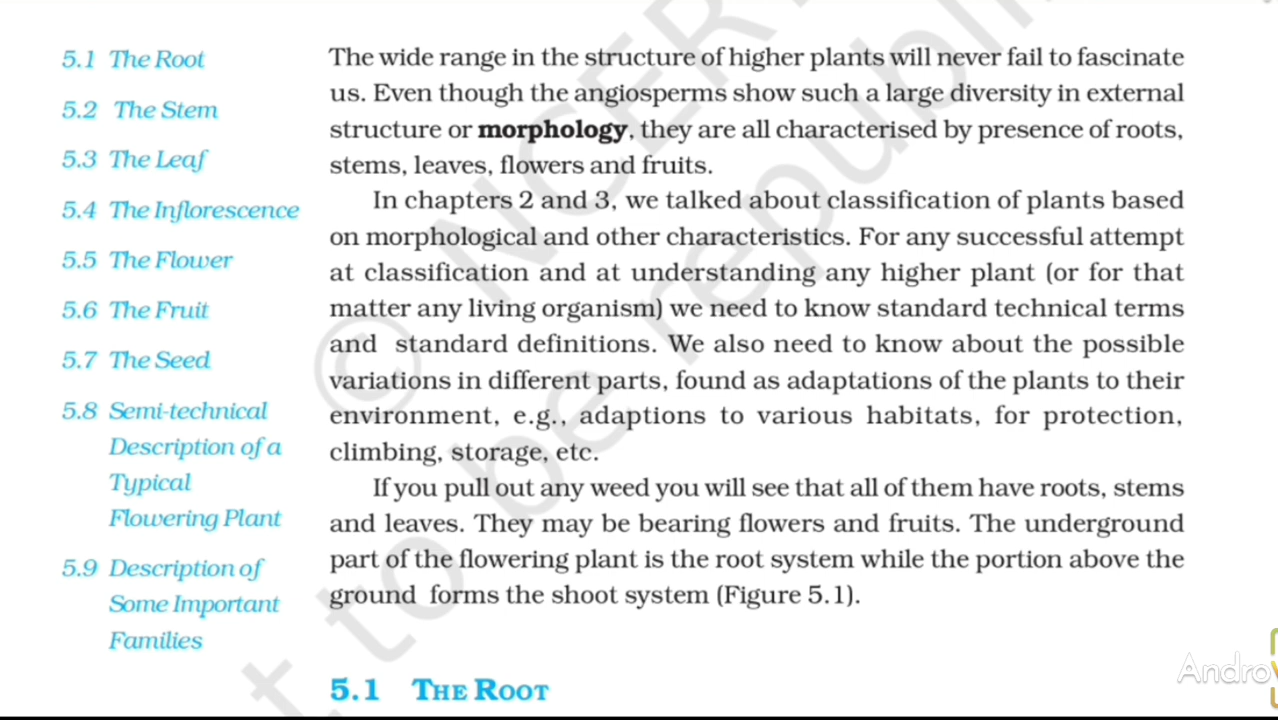 5.1 The Root
5.2 The Stem
5.3 The Leaf
5.4 The Inflorescence
5.5 The Flower
5.6 The Fruit
5.7 The Seed
5.8 Semi-technical
Description of a
Typical
Flowering Plant
5.9 Description of
Some Important
Families
The wide range in the structure of higher plants will never fail to fascinate
us. Even though the angiosperms show such a large diversity in external
structure or morphology, they are all characterised by presence of roots,
stems, leaves, flowers and fruits.
In chapters 2 and 3, we talked about classification of plants based
on morphological and other characteristics. For any successful attempt
at classification and at understanding any higher plant (or for that
matter any living organism) we need to know standard technical terms
and standard definitions. We also need to know about the possible
variations in different parts, found as adaptations of the plants to their
environment, e.g., adaptions to various habitats, for protection,
climbing, storage, etc.
If you pull out any weed you will see that all of them have roots, stems
and leaves. They may be bearing flowers and fruits. The underground
part of the flowering plant is the root system while the portion above the
ground forms the shoot system (Figure 5.1).
5.1 THE ROOT
© NCER
t to be republi
Andro